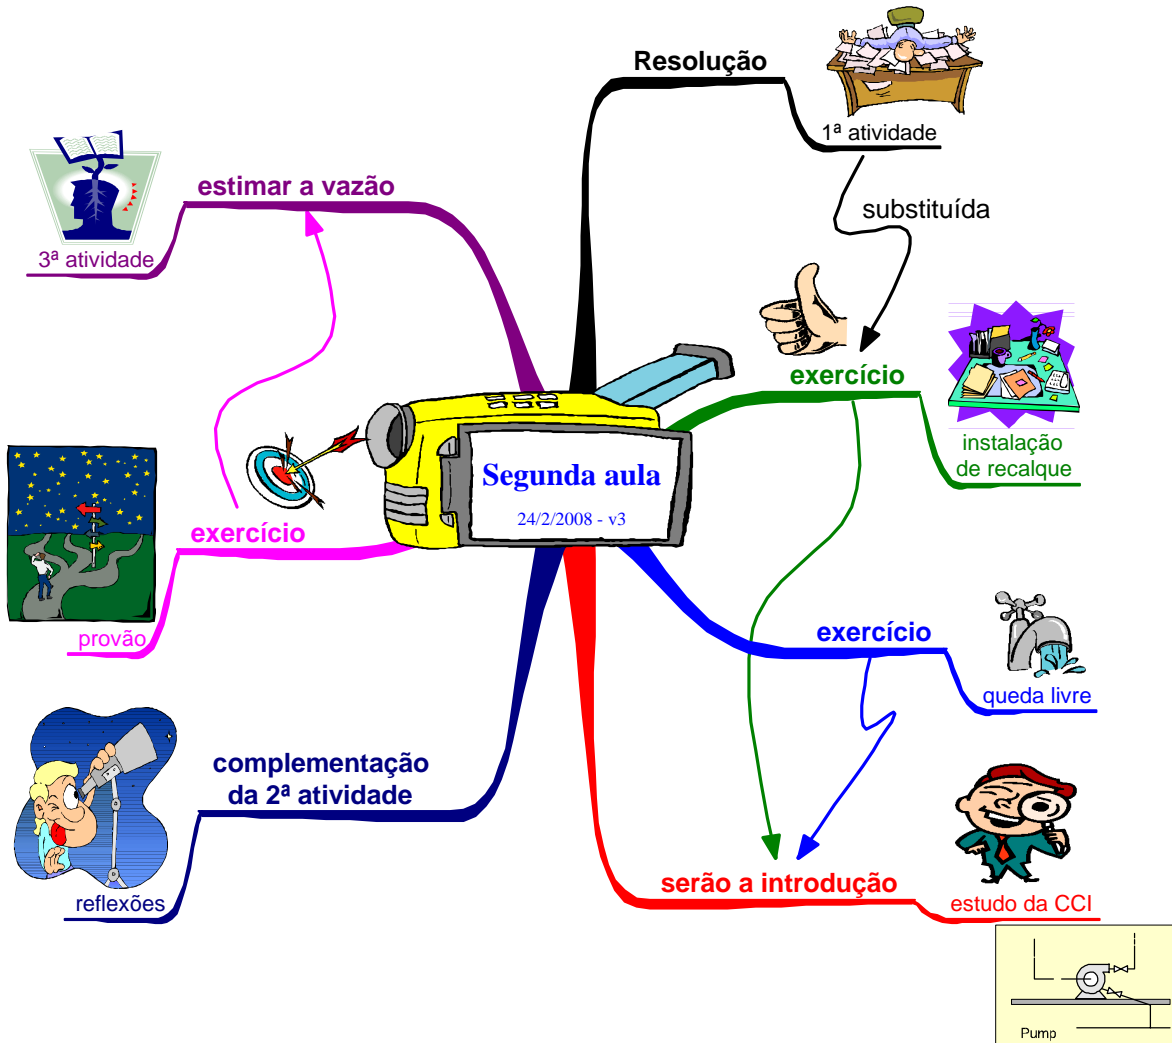 Segunda aula
24/2/2008 - v3
Resolução
1ª atividade
substituída
exercício
instalação
de recalque
exercício
queda livre
serão a introdução
estudo da CCI
Pump
complementação
da 2ª atividade
reflexões
exercício
provão
estimar a vazão
3ª atividade